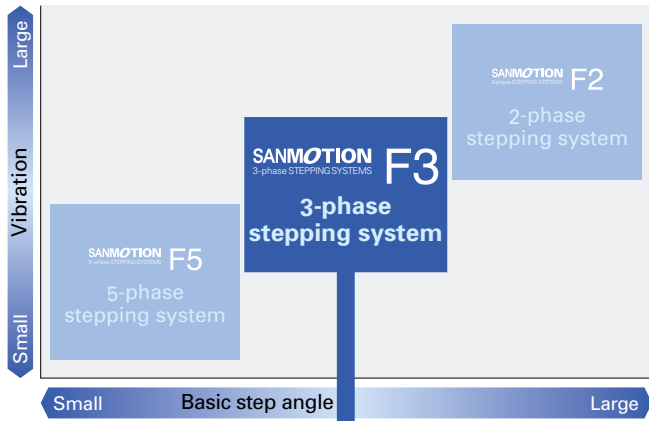 Large
Vibration
Small
SANMOTION F2
3-phase STEPPING SYSTEMS
2-phase
stepping system
SANMOTION F3
3-phase STEPPING SYSTEMS
3-phase
stepping system
SANMOTION F5
5-phase STEPPING SYSTEMS
5-phase
stepping system
Small
Basic step angle
Large